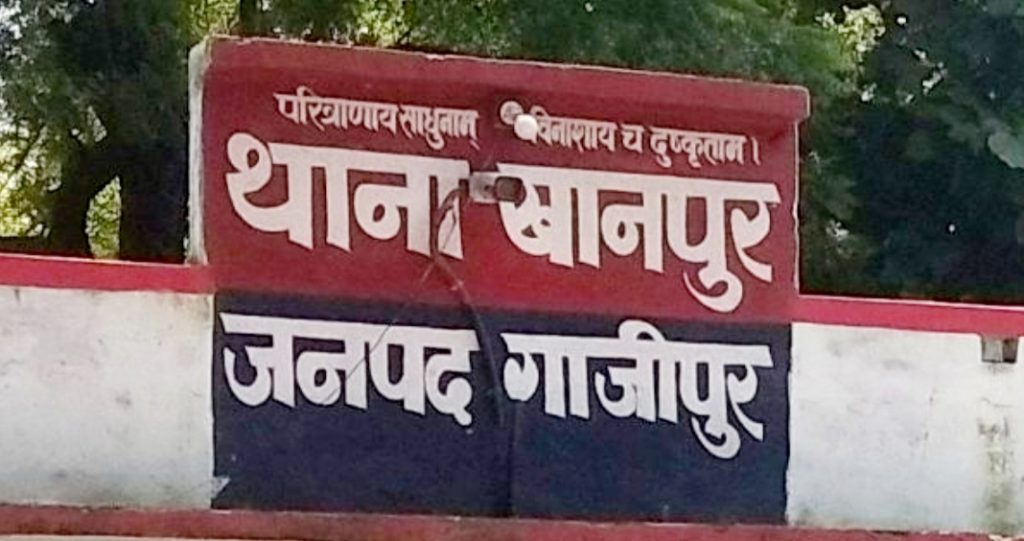 परित्राणाय साधुनाम् विनाशाय च दुष्कृताम।
थाना खानपुर
जनपद गाजीपुर